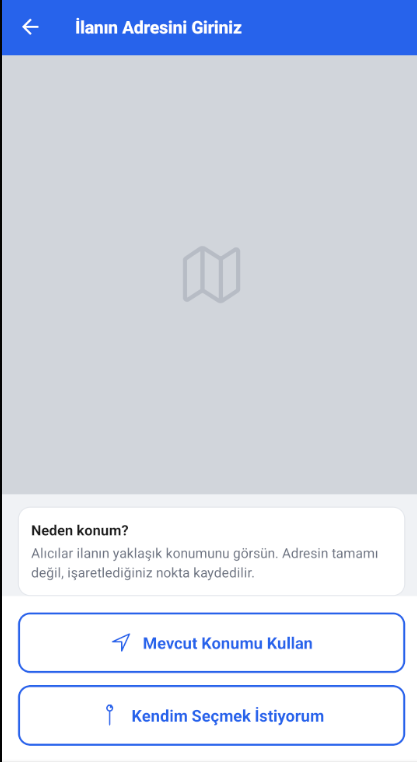 İlanın Adresini Giriniz
Neden konum?
Alıcılar ilanın yaklaşık konumunu görsün. Adresin tamamı
değil, işaretlediğiniz nokta kaydedilir.
Mevcut Konumu Kullan
Kendim Seçmek İstiyorum